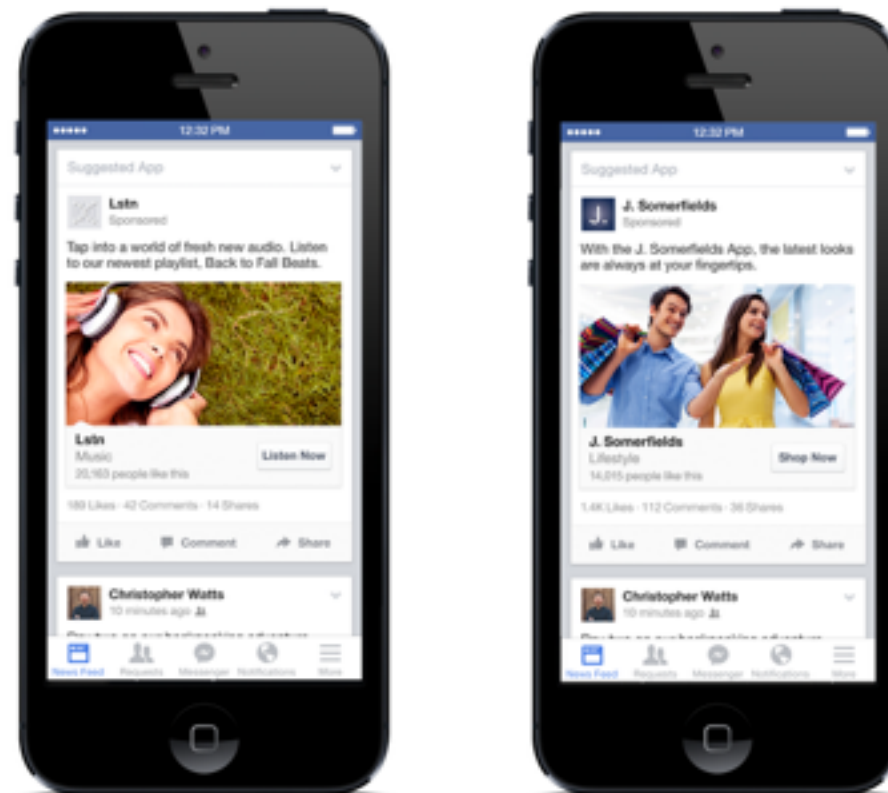 12:32 PM
Suggested App
Lstn
Sponsored
Tap into a world of fresh new audio. Listen
to our newest playlist, Back to Fall Beats.
Lstn
Music
20,163 people like this
Listen Now
189 Likes · 42 Comments · 14 Shares
Like
Comment
Share
Christopher Watts
10 minutes ago
News Feed
Requests
Messenger
Notifications
More
12:32 PM
Suggested App
J.
J. Somerfields
Sponsored
With the J. Somerfields App, the latest looks
are always at your fingertips.
J. Somerfields
Lifestyle
14,015 people like this
Shop Now
1.4K Likes · 112 Comments · 36 Shares
Like
Comment
Share
Christopher Watts
10 minutes ago
News Feed
Requests
Messenger
Notifications
More